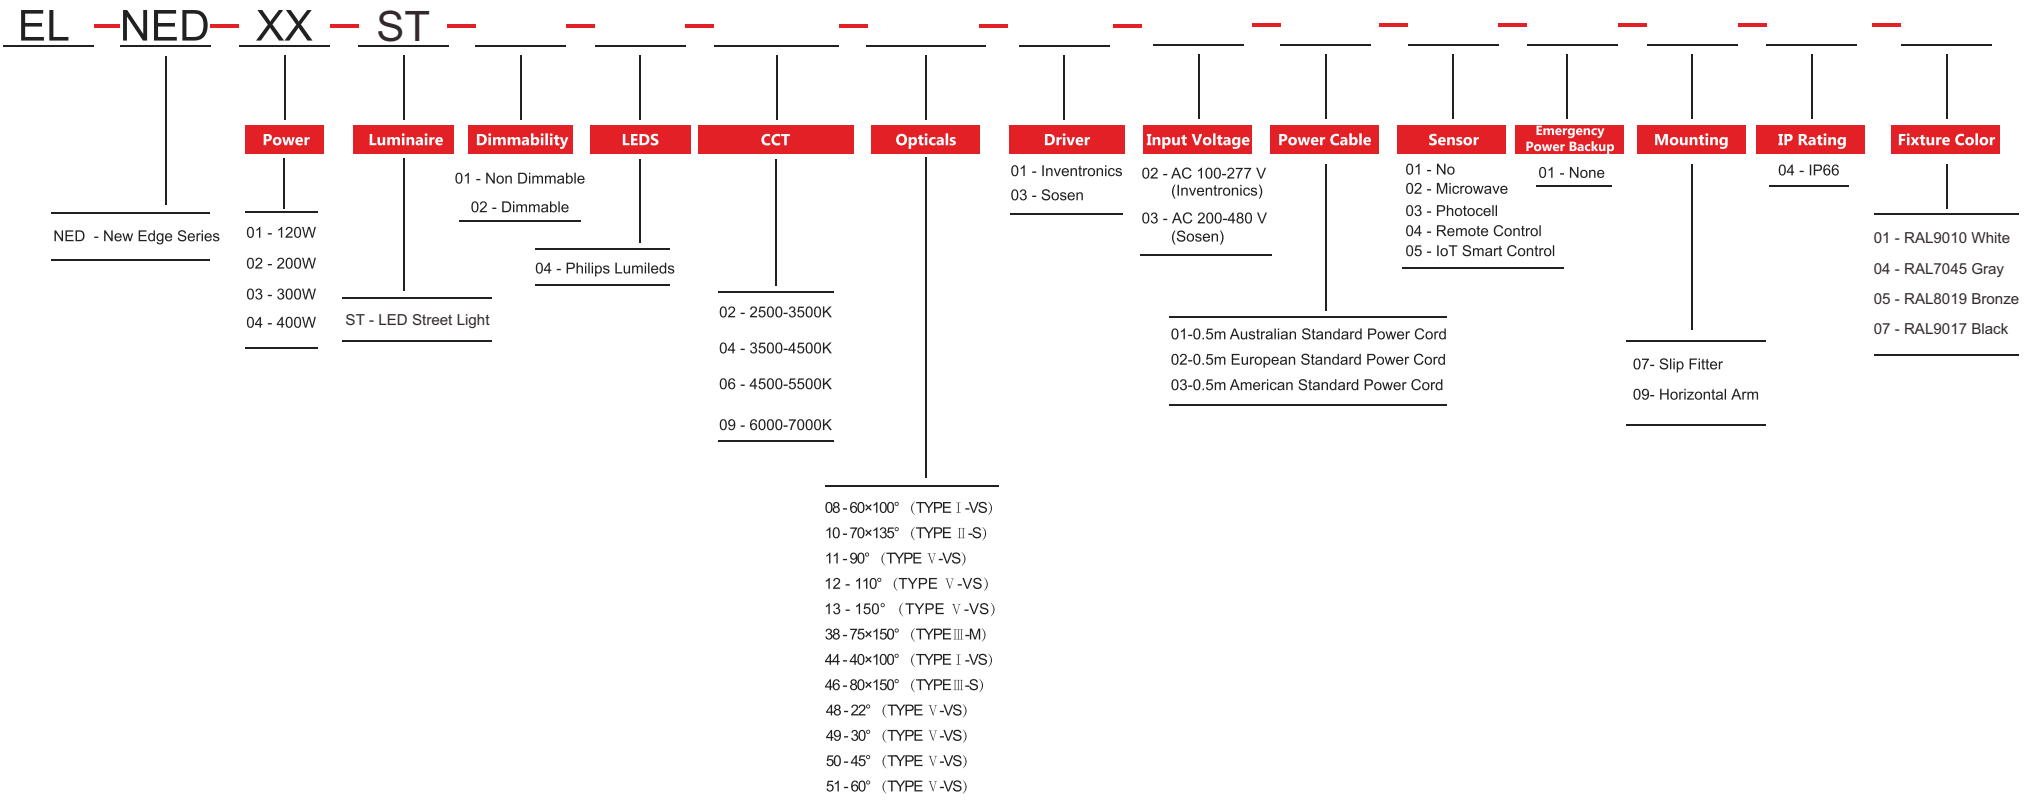 EL NED XX ST
Power
Luminaire
Dimmability
LEDS
CCT
Opticals
Driver
Input Voltage
Power Cable
Sensor
Emergency
Power Backup
Mounting
IP Rating
Fixture Color
NED - New Edge Series
01 - 120W
02 - 200W
03 - 300W
04 - 400W
ST - LED Street Light
01 - Non Dimmable
02 - Dimmable
04 - Philips Lumileds
02 - 2500-3500K
04 - 3500-4500K
06 - 4500-5500K
09 - 6000-7000K
08 - 60×100° (TYPE Ⅰ-VS)
10 - 70×135° (TYPE Ⅱ-S)
11 - 90° (TYPE Ⅴ-VS)
12 - 110° (TYPE Ⅴ-VS)
13 - 150° (TYPE Ⅴ-VS)
38 - 75×150° (TYPE Ⅲ-M)
44 - 40×100° (TYPE Ⅰ-VS)
46 - 80×150° (TYPE Ⅲ-S)
48 - 22° (TYPE Ⅴ-VS)
49 - 30° (TYPE Ⅴ-VS)
50 - 45° (TYPE Ⅴ-VS)
51 - 60° (TYPE Ⅴ-VS)
01 - Inventronics
03 - Sosen
02 - AC 100-277 V
(Inventronics)
03 - AC 200-480 V
(Sosen)
01-0.5m Australian Standard Power Cord
02-0.5m European Standard Power Cord
03-0.5m American Standard Power Cord
01 - No
02 - Microwave
03 - Photocell
04 - Remote Control
05 - IoT Smart Control
01 - None
07- Slip Fitter
09- Horizontal Arm
04 - IP66
01 - RAL9010 White
04 - RAL7045 Gray
05 - RAL8019 Bronze
07 - RAL9017 Black